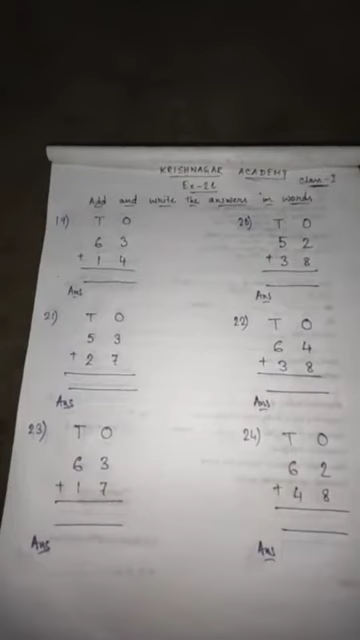 KRISHNAGAR ACADEMY
Class-I
Ex-21
Add and write the answers in words
19) T O
6 3
+ 1 4
Ans
20) T O
5 2
+ 3 8
Ans
21) T O
5 3
+ 2 7
Ans
22) T O
6 4
+ 3 8
Ans
23) T O
6 3
+ 1 7
Ans
24) T O
6 2
+ 4 8
Ans